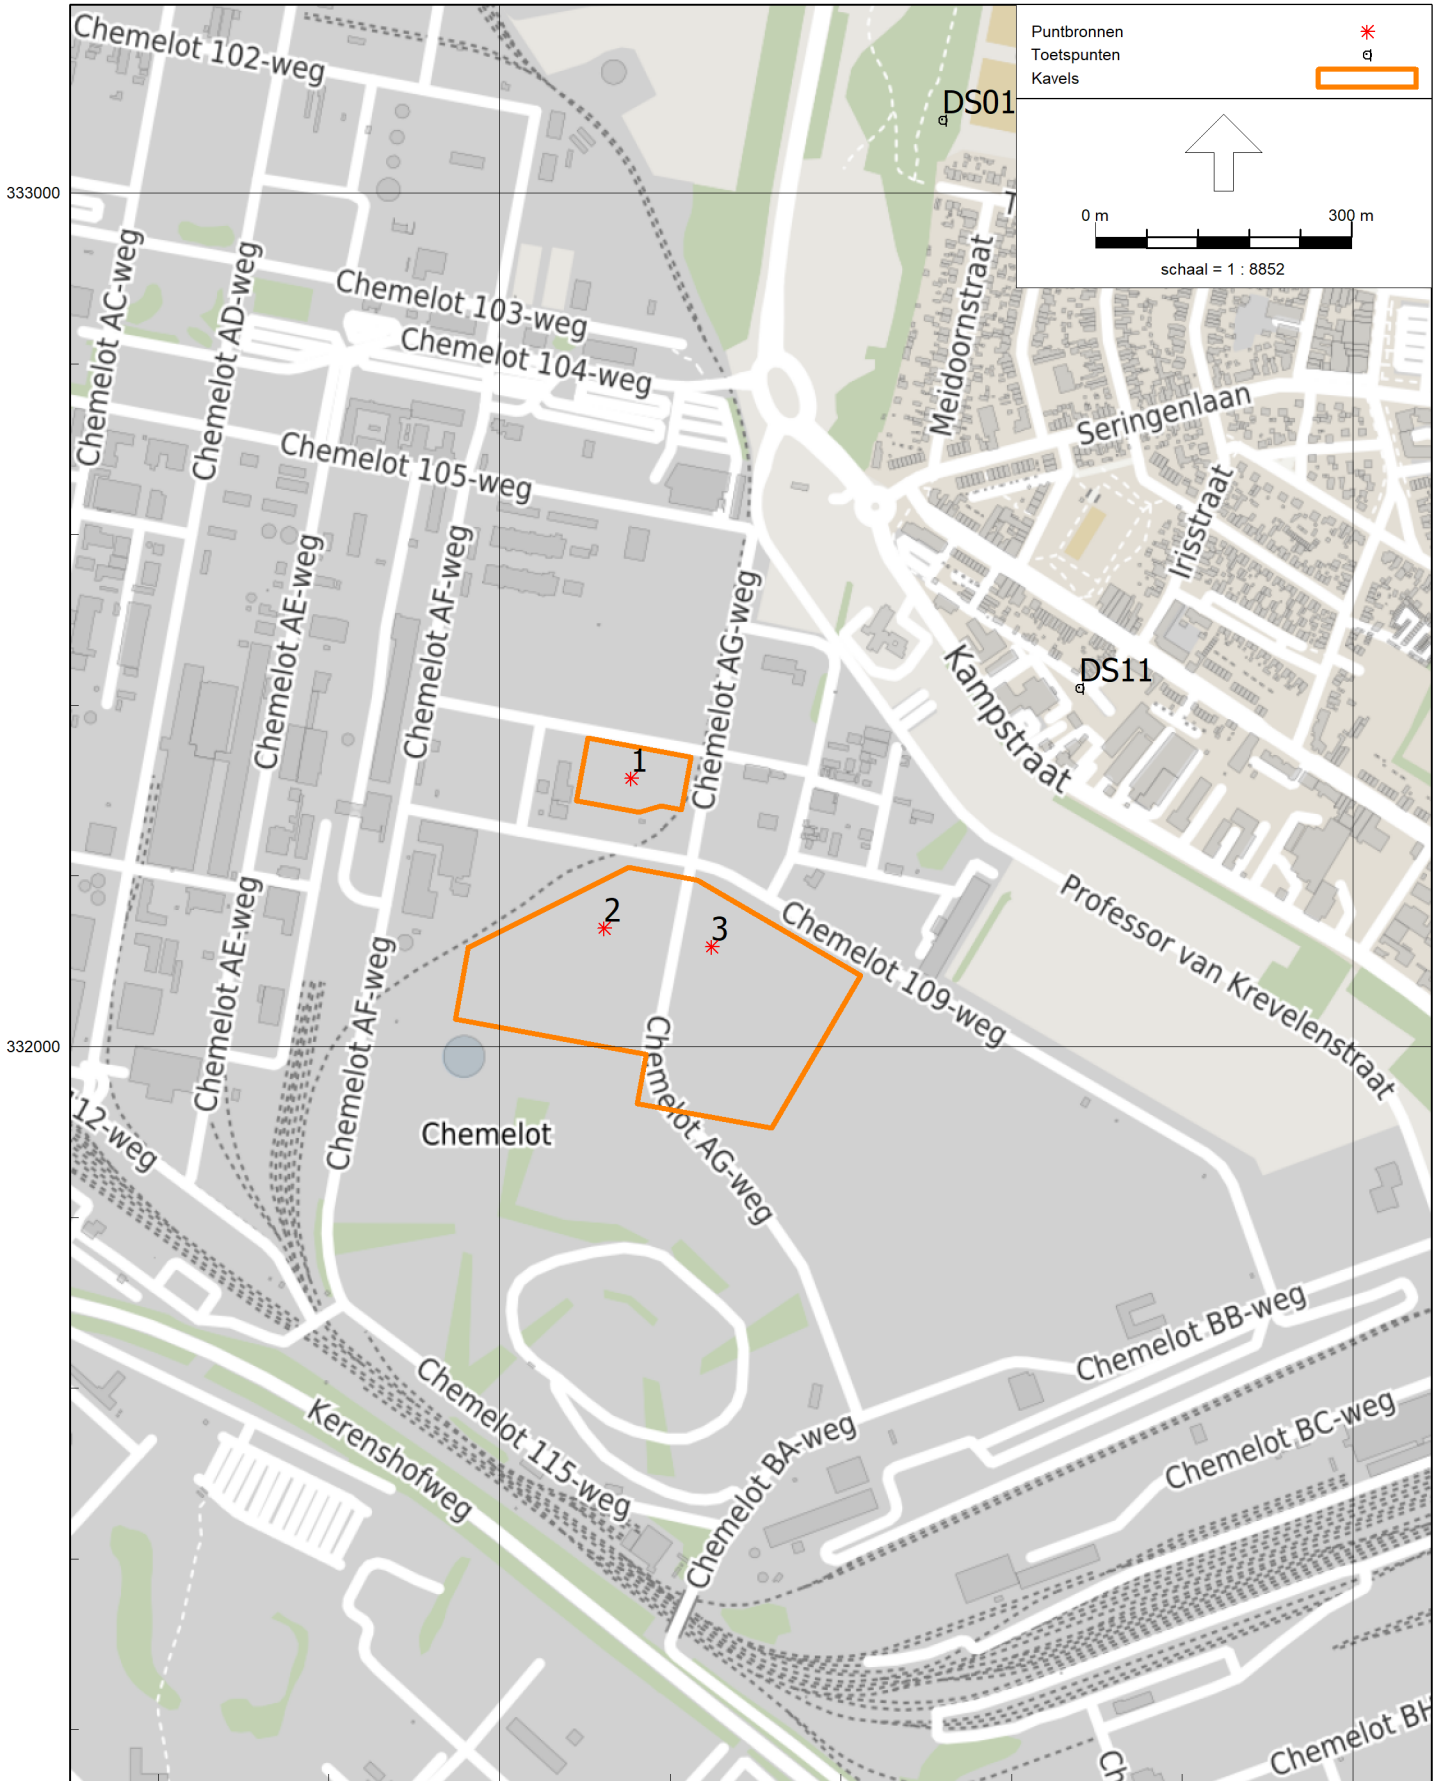 Puntbronnen
Toetspunten
Kavels
0 m 300 m
schaal = 1 : 8852
333000
332000
Chemelot 102-weg
DS01
T
Chemelot AC-weg
Chemelot AD-weg
Meidoornstraat
Chemelot 103-weg
Chemelot 104-weg
Seringenlaan
Chemelot 105-weg
Irisstraat
Chemelot AE-weg
Chemelot AF-weg
Chemelot AG-weg
Kampstraat
DS11
1
2
3
Chemelot 109-weg
Professor van Krevelenstraat
Chemelot AE-weg
Chemelot AF-weg
Chemelot AG-weg
112-weg
Chemelot
Chemelot BB-weg
Chemelot 115-weg
Chemelot BA-weg
Chemelot BC-weg
Kerenshofweg
Chemelot BH
Ch